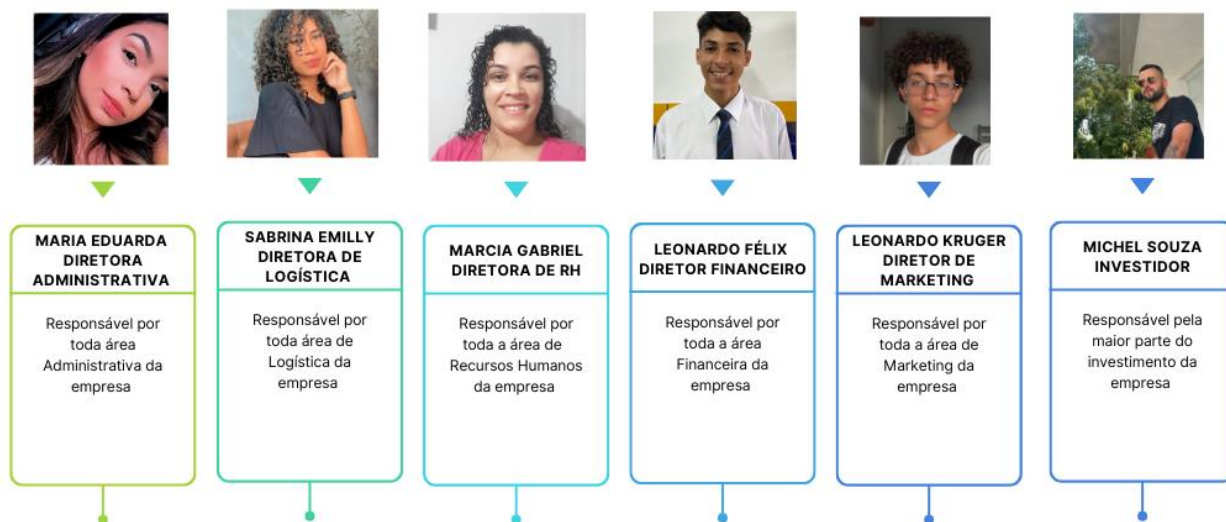 MARIA EDUARDA
DIRETORA
ADMINISTRATIVA
Responsável por
toda área
Administrativa da
empresa
SABRINA EMILLY
DIRETORA DE
LOGÍSTICA
Responsável por
toda área de
Logística da
empresa
MARCIA GABRIEL
DIRETORA DE RH
Responsável por
toda a área de
Recursos Humanos
da empresa
LEONARDO FÉLIX
DIRETOR FINANCEIRO
Responsável por
toda a área
Financeira da
empresa
LEONARDO KRUGER
DIRETOR DE
MARKETING
Responsável por
toda a área de
Marketing da
empresa
MICHEL SOUZA
INVESTIDOR
Responsável pela
maior parte do
investimento da
empresa